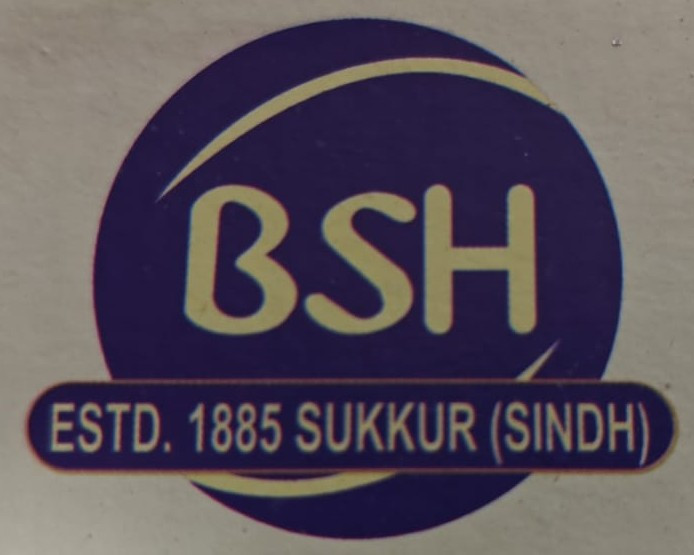 BSH
ESTD. 1885 SUKKUR (SINDH)